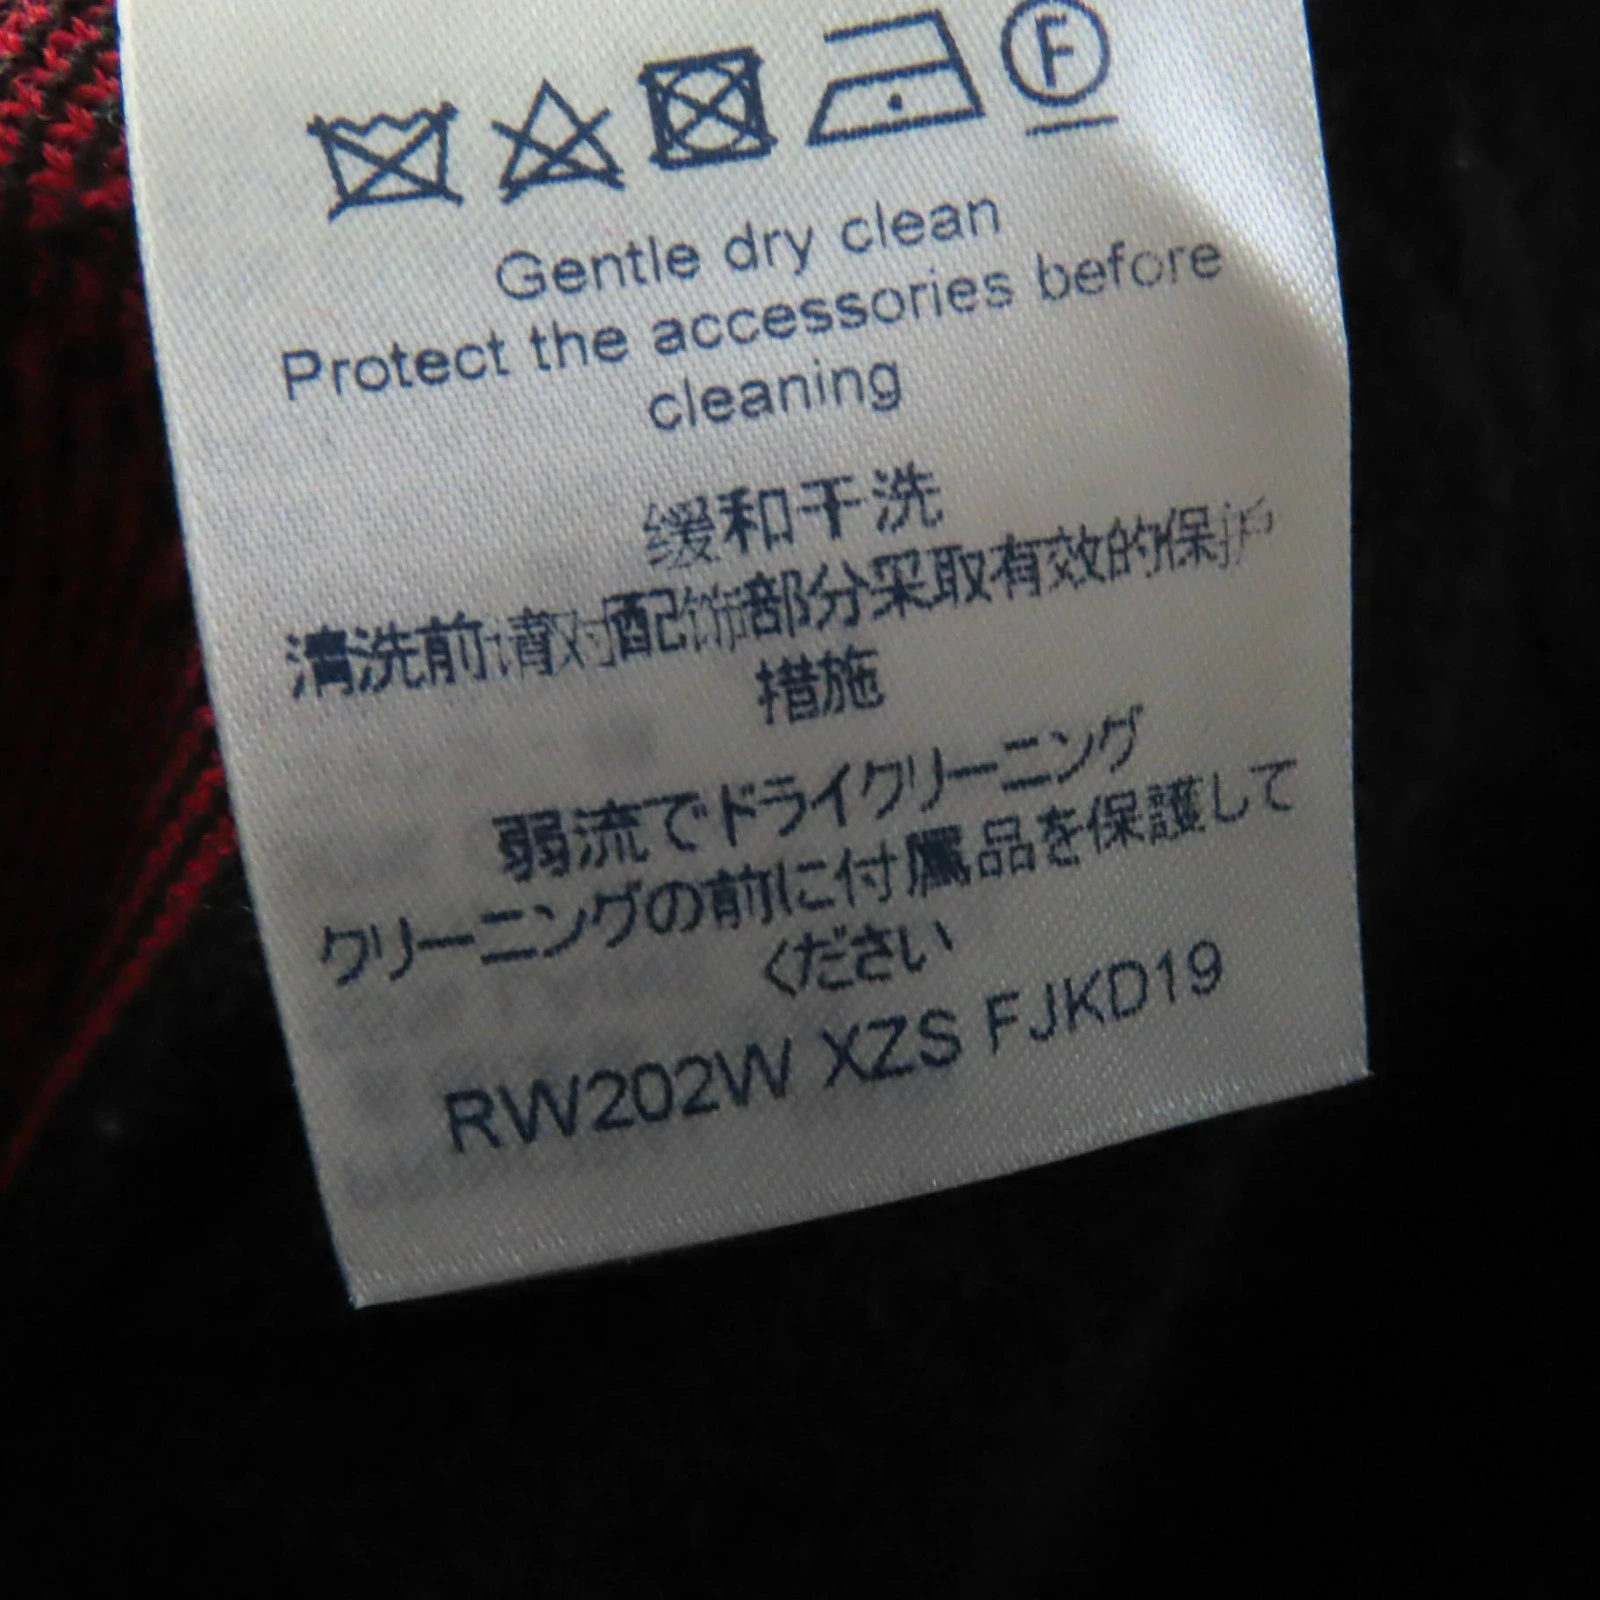 F
Gentle dry clean
Protect the accessories before
cleaning
缓和干洗
清洗前请对配饰部分采取有效的保护
措施
弱流でドライクリーニング
クリーニングの前に付属品を保護して
ください
RW202W XZS FJKD19